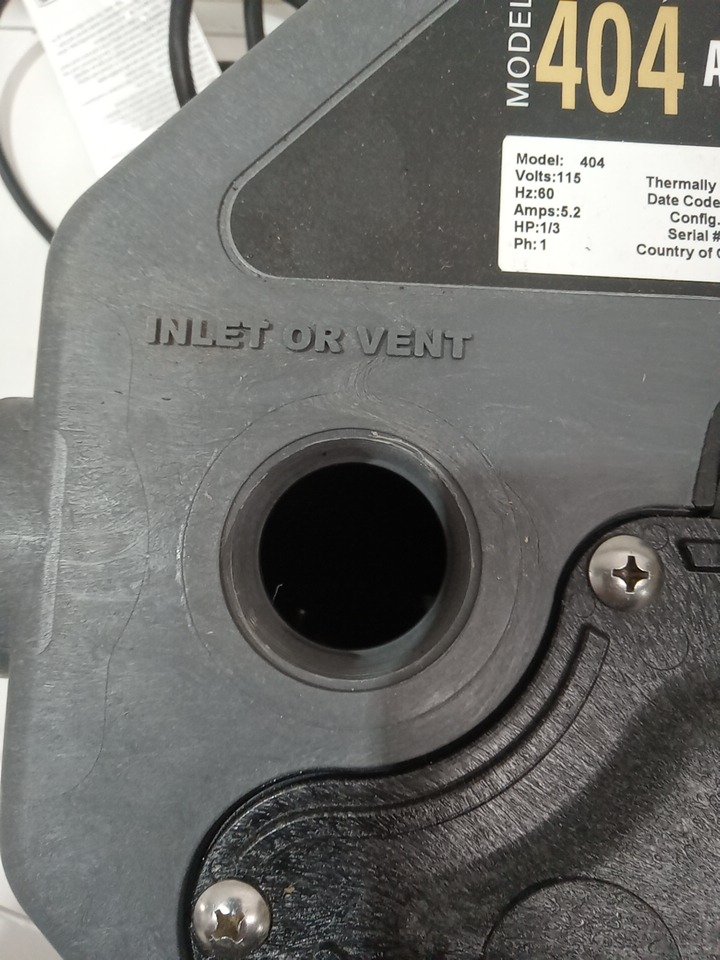 MODEL 404 A
Model: 404
Volts:115
Hz:60
Amps:5.2
HP:1/3
Ph:1
Thermally
Date Code
Config.
Serial #
Country of
INLET OR VENT